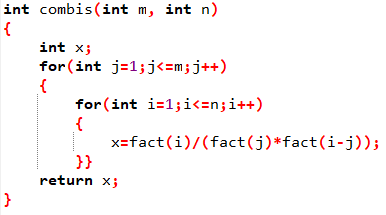 int combis(int m, int n)
{
    int x;
    for(int j=1;j<=m;j++)
    {
        for(int i=1;i<=n;i++)
        {
            x=fact(i)/(fact(j)*fact(i-j));
        }}
    return x;
}